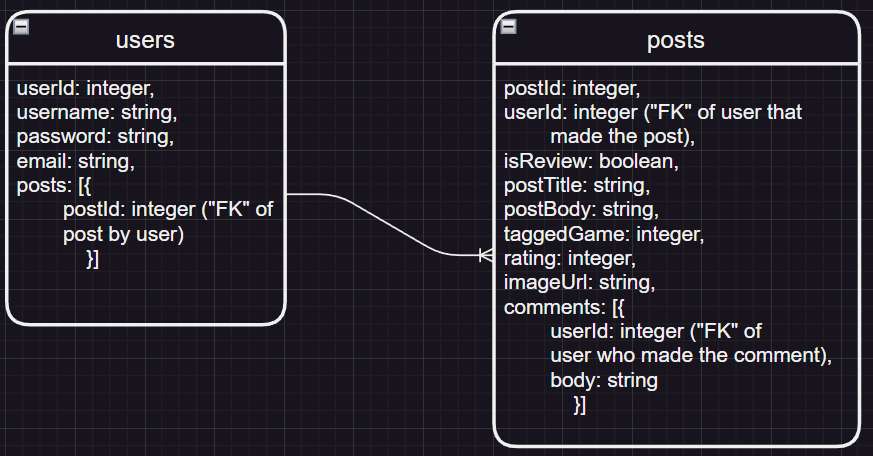 users
userId: integer,
username: string,
password: string,
email: string,
posts: [{
postId: integer ("FK" of
post by user)
}]
posts
postId: integer,
userId: integer ("FK" of user that
made the post),
isReview: boolean,
postTitle: string,
postBody: string,
taggedGame: integer,
rating: integer,
imageUrl: string,
comments: [{
userId: integer ("FK" of
user who made the comment),
body: string
}]